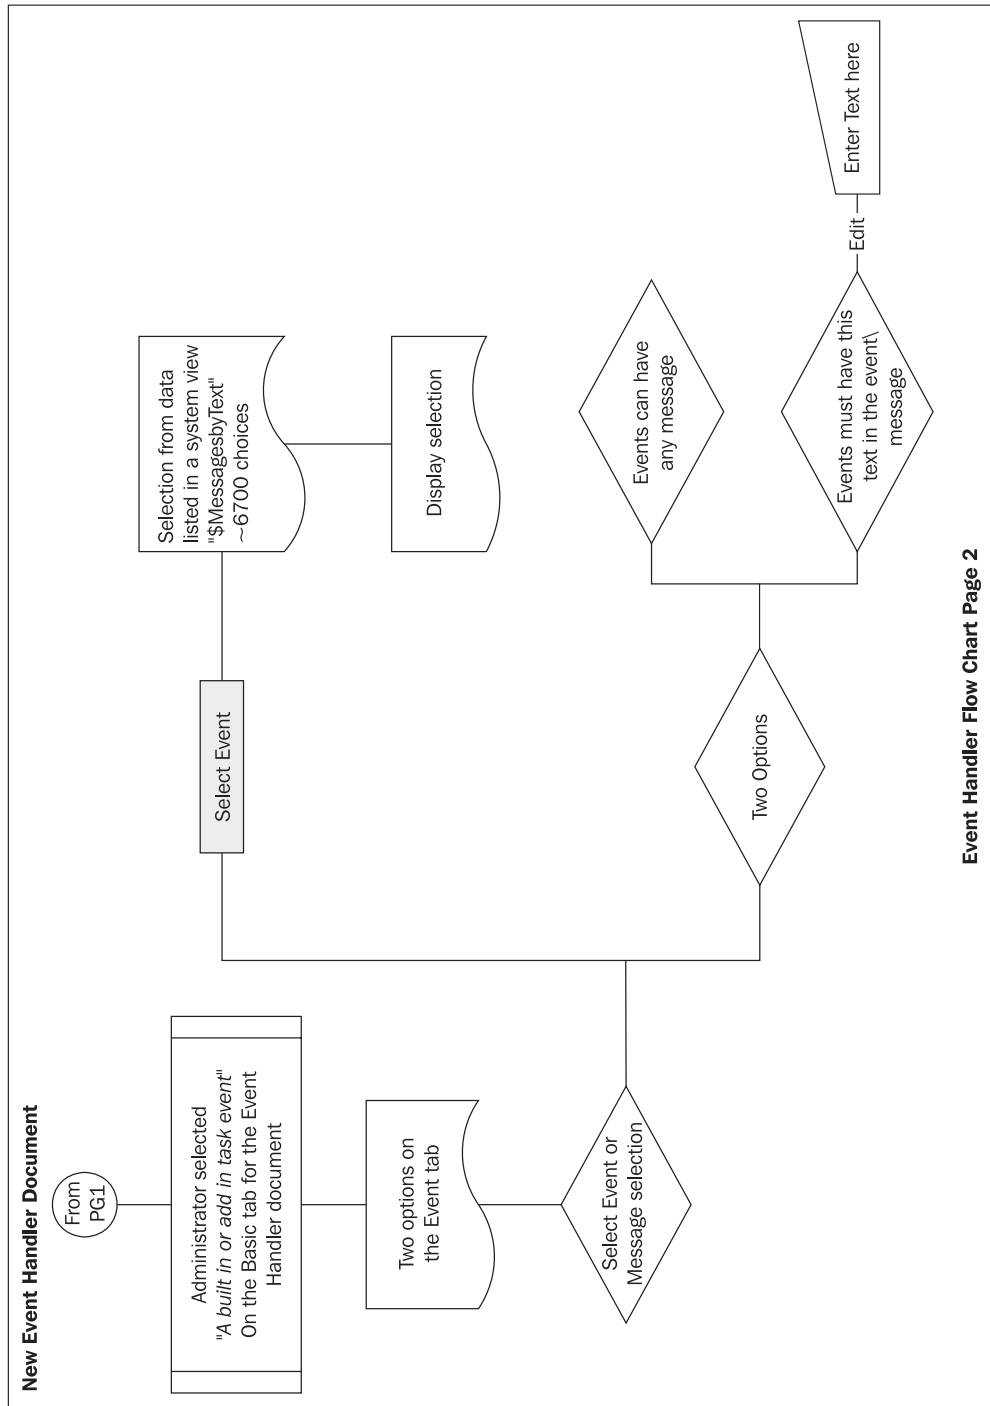 New Event Handler Document
From
PG1
Administrator selected
"A built in or add in task event"
On the Basic tab for the Event
Handler document
Two options on
the Event tab
Select Event or
Message selection
Select Event
Selection from data
listed in a system view
"$MessagesbyText"
~6700 choices
Display selection
Two Options
Events can have
any message
Events must have this
text in the event\
message
Edit
Enter Text here
Event Handler Flow Chart Page 2